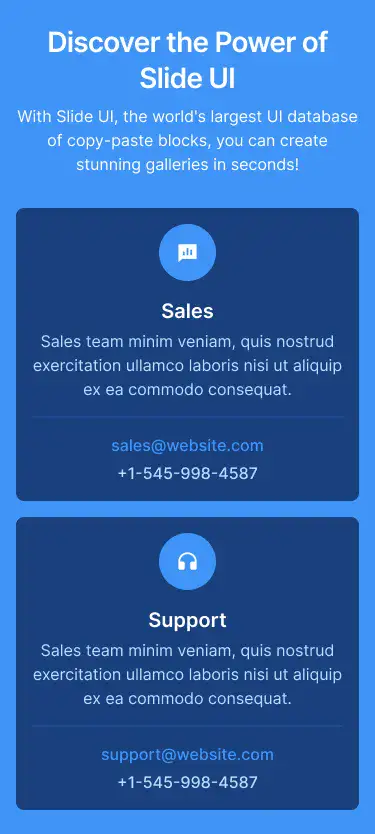 Discover the Power of
Slide UI
With Slide UI, the world's largest UI database
of copy-paste blocks, you can create
stunning galleries in seconds!
Sales
Sales team minim veniam, quis nostrud
exercitation ullamco laboris nisi ut aliquip
ex ea commodo consequat.
sales@website.com
+1-545-998-4587
Support
Sales team minim veniam, quis nostrud
exercitation ullamco laboris nisi ut aliquip
ex ea commodo consequat.
support@website.com
+1-545-998-4587